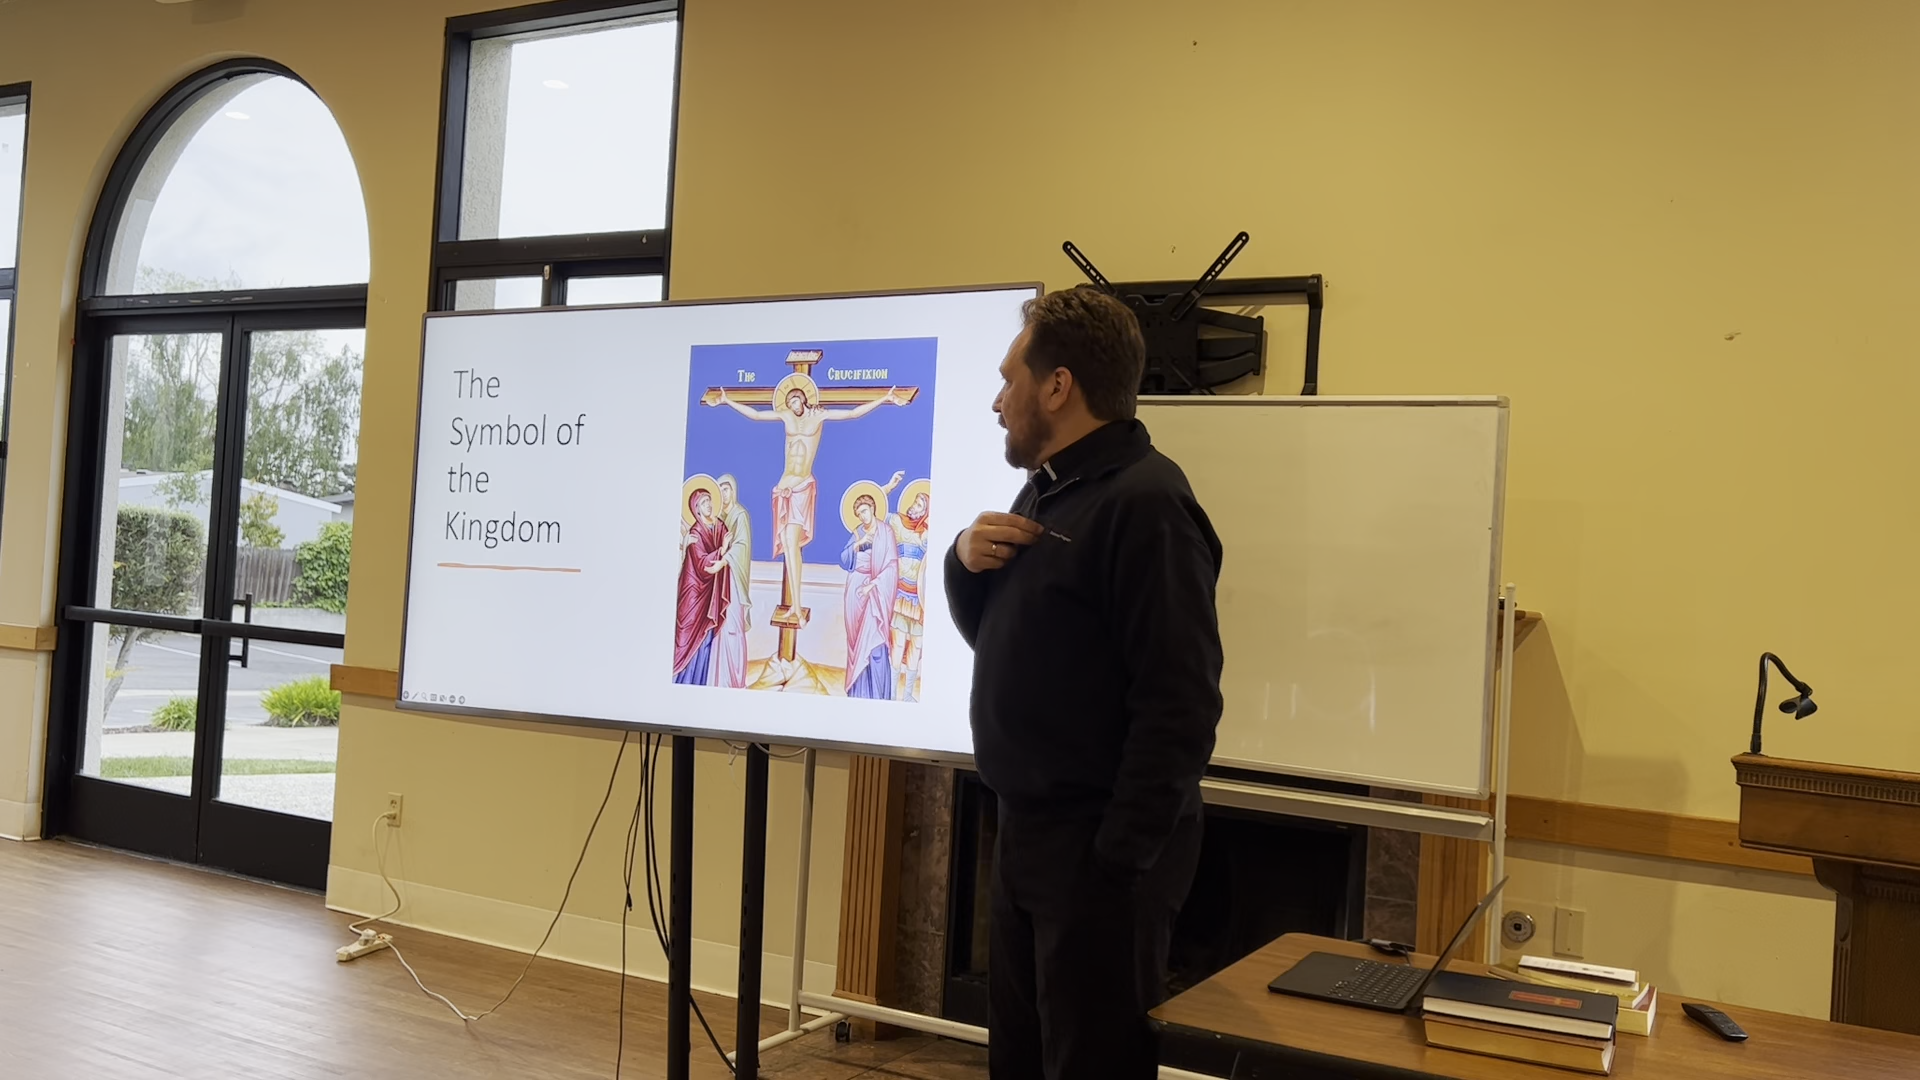 The
Symbol of
the
Kingdom
THE CRUCIFIXION